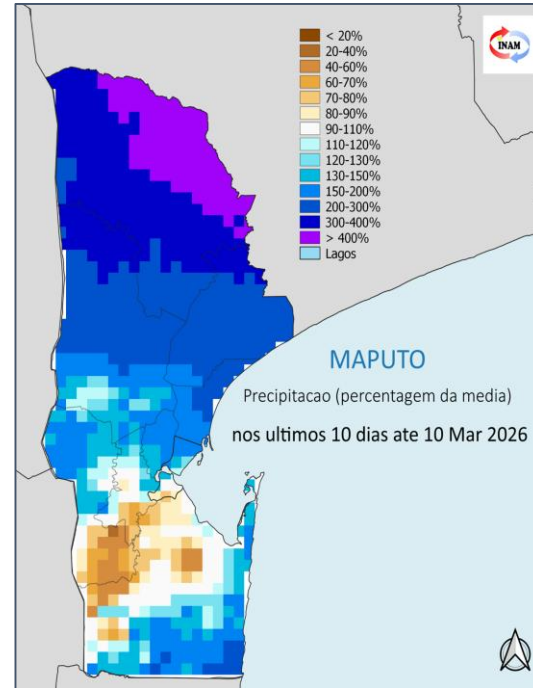 INAM
< 20%
20-40%
40-60%
60-70%
70-80%
80-90%
90-110%
110-120%
120-130%
130-150%
150-200%
200-300%
300-400%
> 400%
Lagos
MAPUTO
Precipitacao (percentagem da media)
nos ultimos 10 dias ate 10 Mar 2026